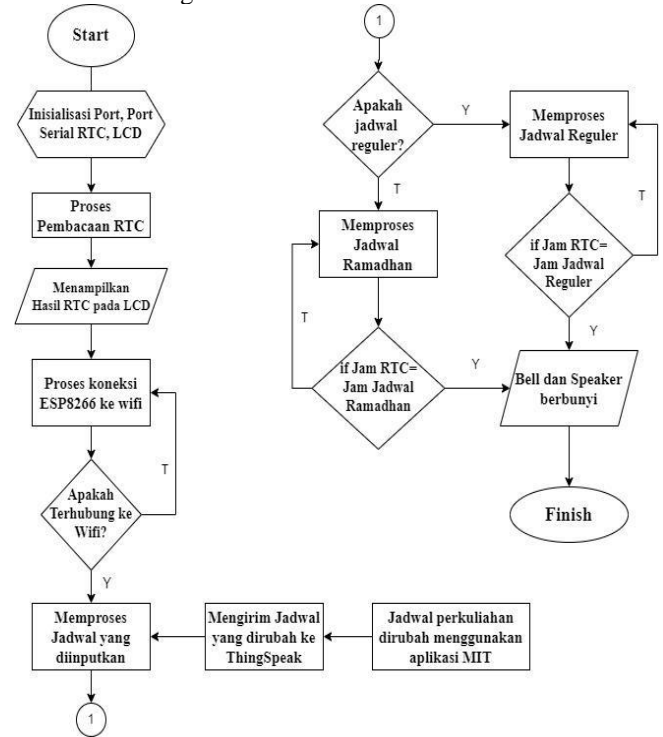 Start
Inisialisasi Port, Port
Serial RTC, LCD
Proses
Pembacaan RTC
Menampilkan
Hasil RTC pada LCD
Proses koneksi
ESP8266 ke wifi
T
Apakah
Terhubung ke
Wifi?
Y
Memproses
Jadwal yang
diinputkan
Mengirim Jadwal
yang dirubah ke
ThingSpeak
Jadwal perkuliahan
dirubah menggunakan
aplikasi MIT
1
1
Apakah
jadwal
reguler?
Y
T
Memproses
Jadwal Reguler
T
if Jam RTC=
Jam Jadwal
Reguler
Y
Memproses
Jadwal
Ramadhan
T
if Jam RTC=
Jam Jadwal
Ramadhan
Y
Bell dan Speaker
berbunyi
Finish